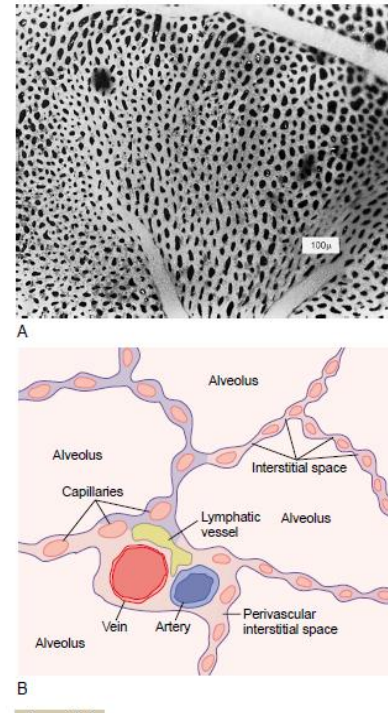 100μ
A
Alveolus
Alveolus
Interstitial space
Capillaries
Lymphatic
vessel
Alveolus
Vein
Artery
Perivascular
interstitial space
Alveolus
B